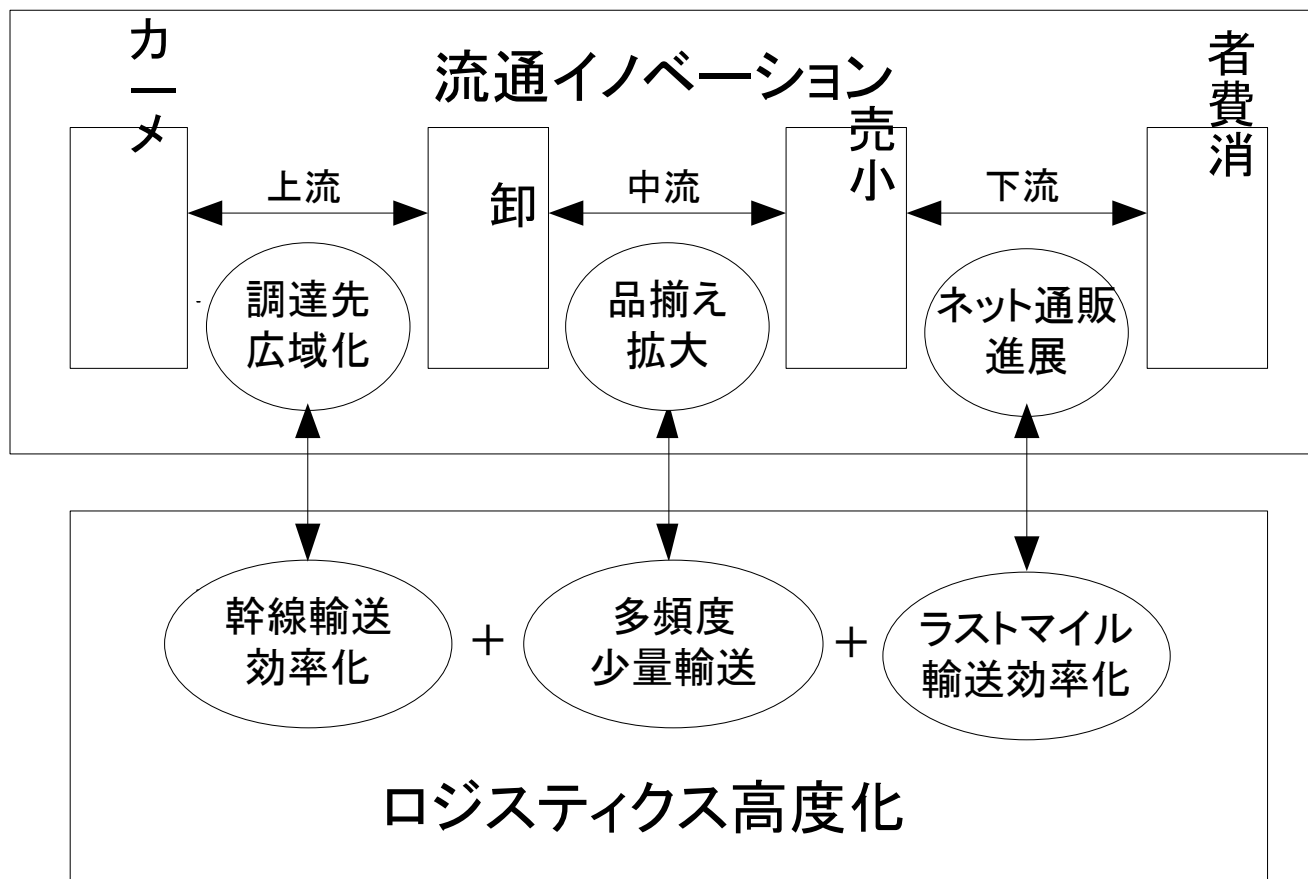 カーメ
流通イノベーション
者費消
売小
上流
卸
中流
下流
調達先
広域化
品揃え
拡大
ネット通販
進展
幹線輸送
効率化
+
多頻度
少量輸送
+
ラストマイル
輸送効率化
ロジスティクス高度化